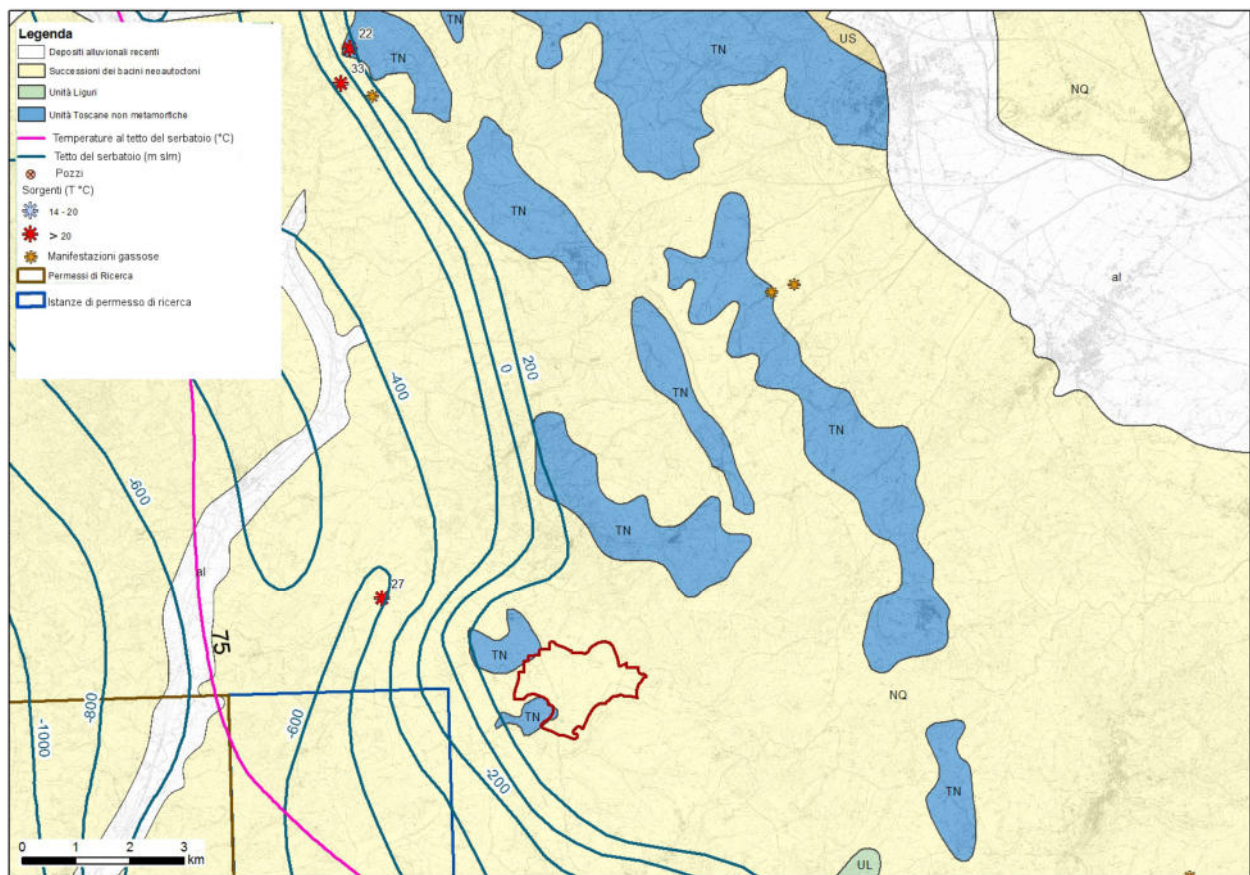 Legenda
Depositi alluvionali recenti
Successioni dei bacini neoautoctoni
Unità Liguri
Unità Toscane non metamorfiche
Temperature al tetto del serbatoio (°C)
Tetto del serbatoio (m slm)
Pozzi
Sorgenti (T °C)
14 - 20
> 20
Manifestazioni gassose
Permessi di Ricerca
Istanze di permesso di ricerca
22
33
TN
TN
TN
US
NQ
TN
al
TN
TN
TN
200
0
-400
-600
al
27
75
TN
TN
NQ
-1000
-800
-600
-200
TN
UL
0 1 2 3
km